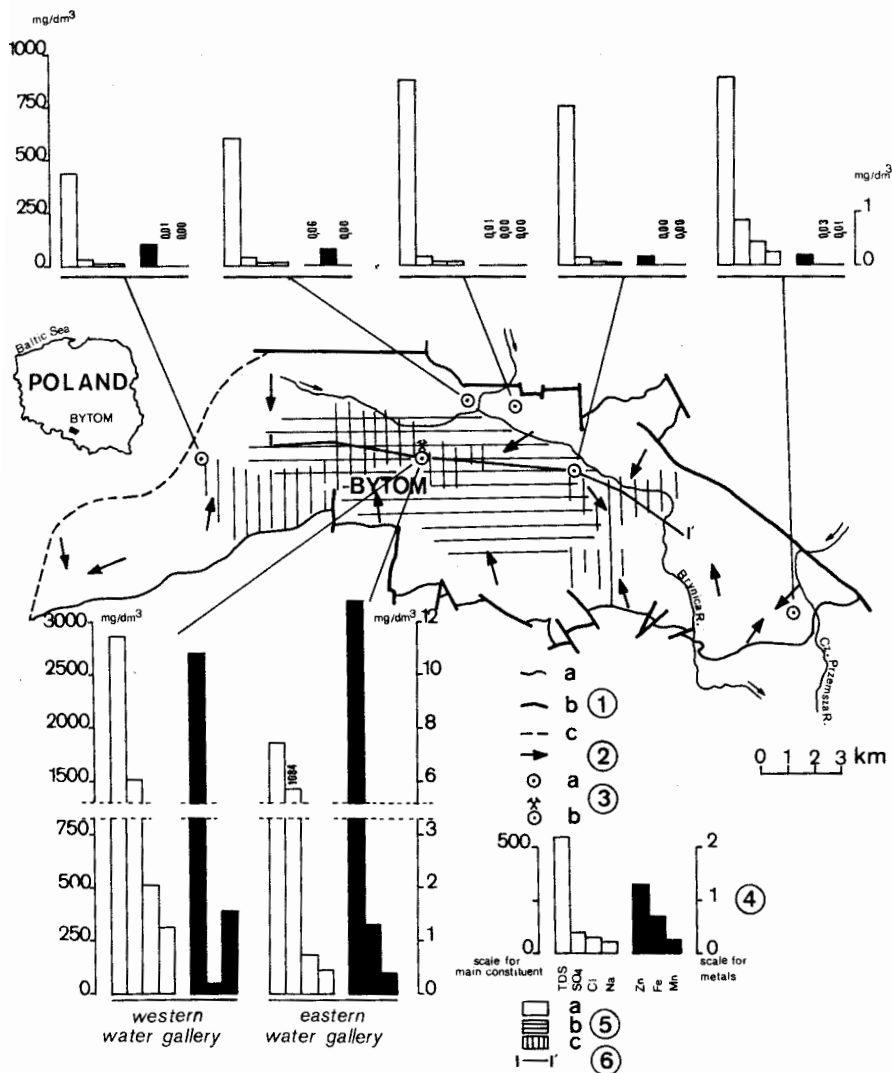 mg/dm³
1000
750
500
250
0
0,01
0,00
0,06
0,00
0,01
0,00
0,00
0,00
0,00
0,03
0,01
mg/dm³
1
0
Baltic Sea
POLAND
BYTOM
BYTOM
I
I'
Brynica R.
Cz. Przemsza R.
mg/dm³
3000
2500
2000
1500
750
500
250
0
1084
mg/dm³
12
10
8
6
3
2
1
0
western
water gallery
eastern
water gallery
a
b 1
c
2
a
3
b
0 1 2 3 km
500
0
2
1
0
4
scale for
main constituent
TDS
SO₄
Cl
Na
Zn
Fe
Mn
scale for
metals
a
b 5
c
I—I' 6